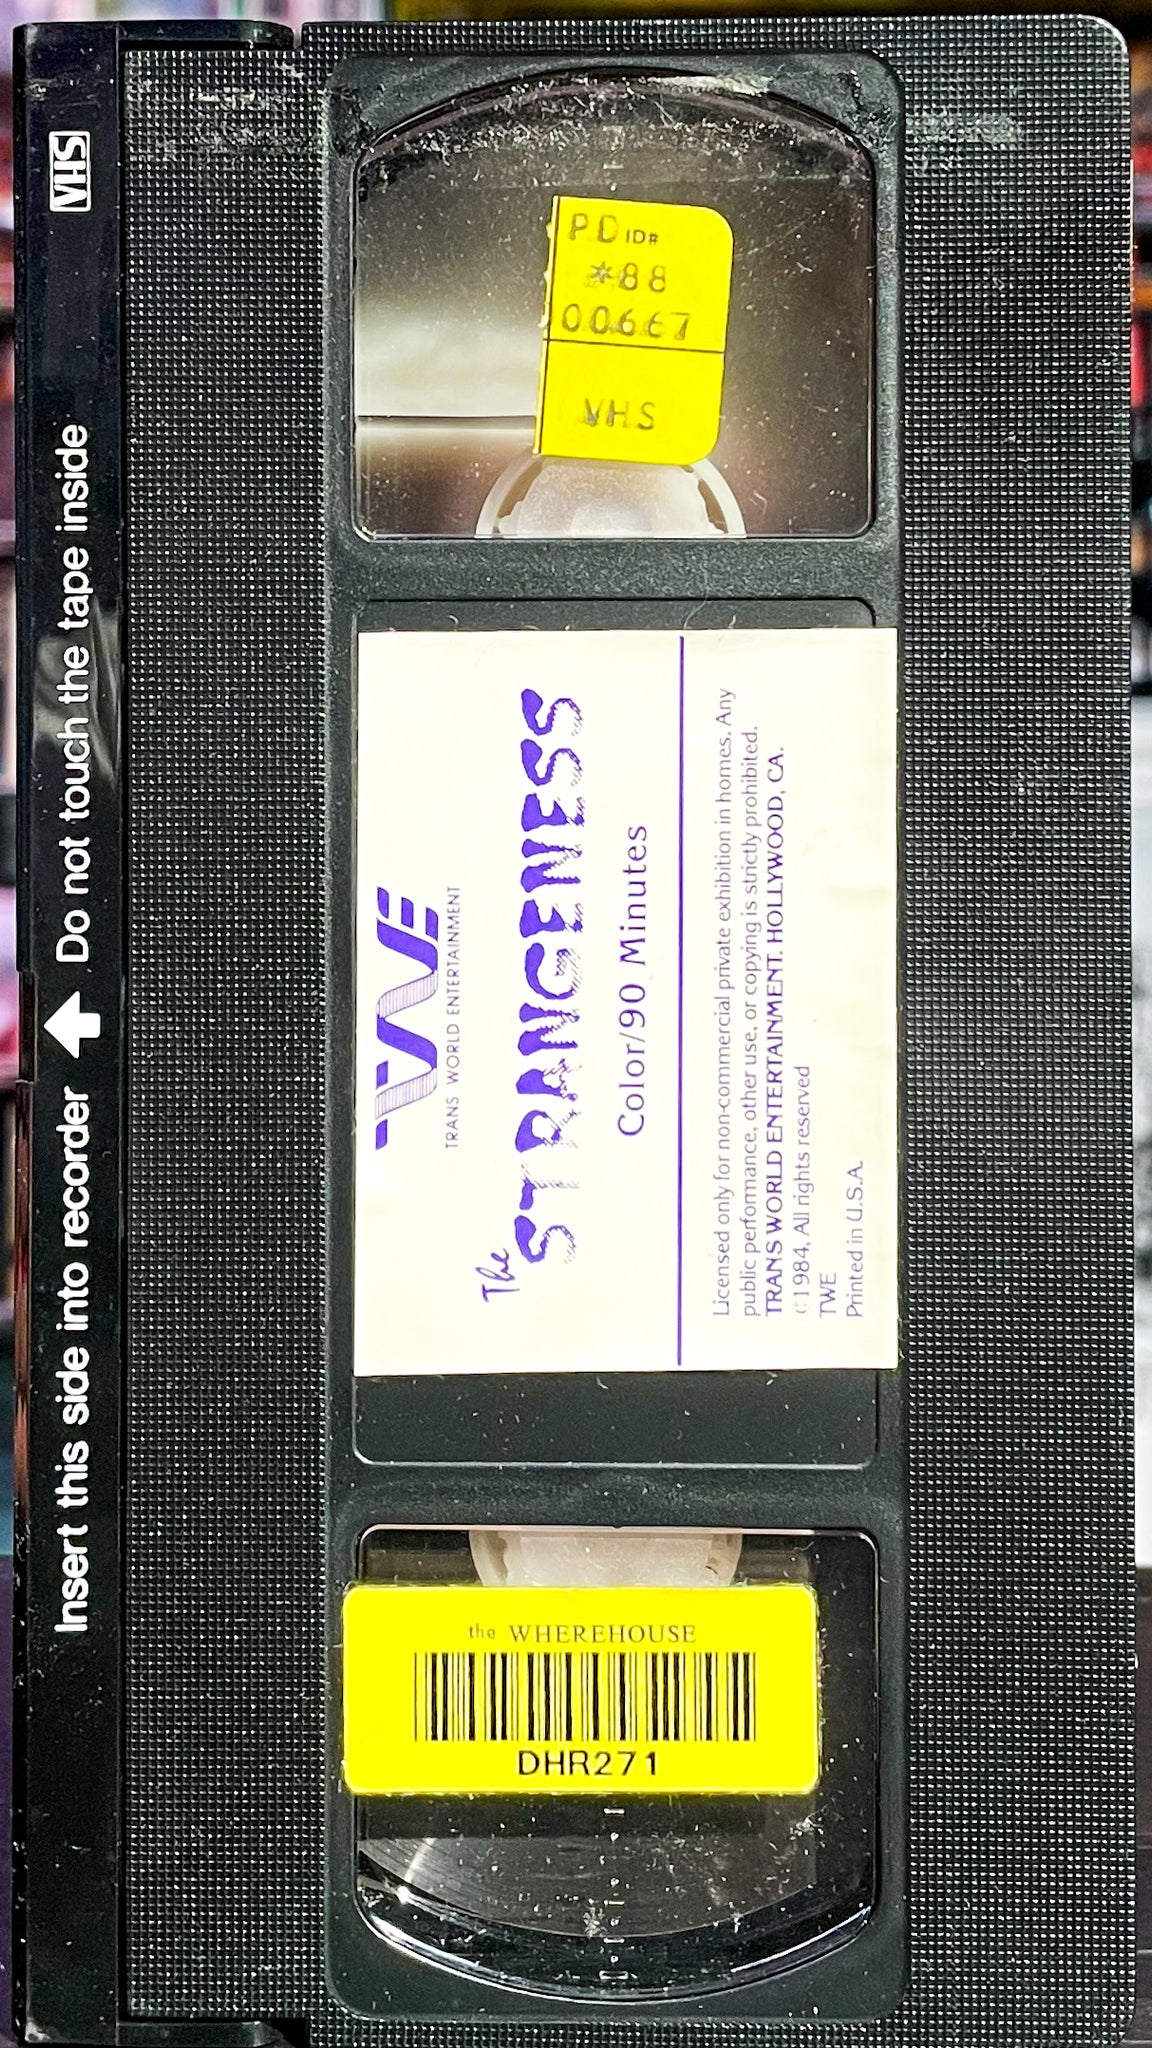 VHS
Insert this side into recorder
Do not touch the tape inside
PD ID#
*88
00667
VHS
TWE
TRANS WORLD ENTERTAINMENT
The
STRANGENESS
Color/90 Minutes
Licensed only for non-commercial private exhibition in homes. Any
public performance, other use, or copying is strictly prohibited.
TRANS WORLD ENTERTAINMENT, HOLLYWOOD, CA.
©1984, All rights reserved
TWE
Printed in U.S.A.
the WHEREHOUSE
DHR271